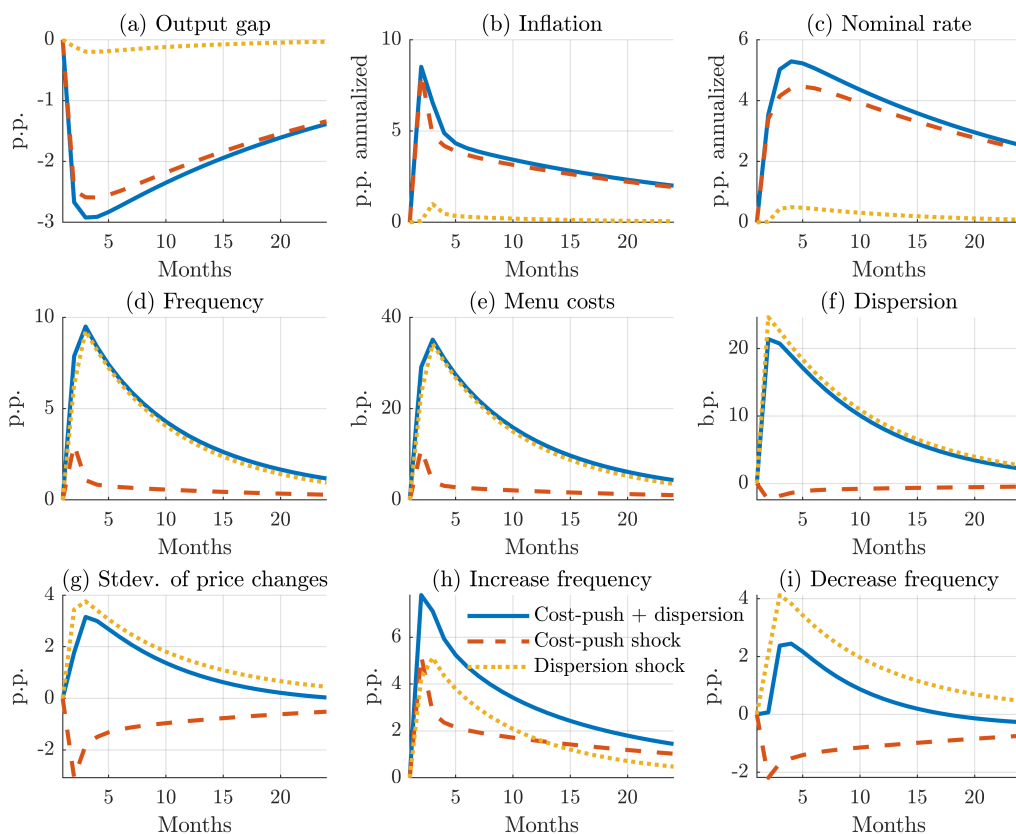 (a) Output gap
(b) Inflation
(c) Nominal rate
p.p.
0
-1
-2
-3
5 10 15 20
Months
p.p. annualized
10
5
0
5 10 15 20
Months
p.p. annualized
6
4
2
0
5 10 15 20
Months
(d) Frequency
(e) Menu costs
(f) Dispersion
p.p.
10
5
0
5 10 15 20
Months
b.p.
40
20
0
5 10 15 20
Months
b.p.
20
10
0
5 10 15 20
Months
(g) Stdev. of price changes
(h) Increase frequency
(i) Decrease frequency
p.p.
4
2
0
-2
5 10 15 20
Months
p.p.
6
4
2
0
Cost-push + dispersion
Cost-push shock
Dispersion shock
5 10 15 20
Months
p.p.
4
2
0
-2
5 10 15 20
Months